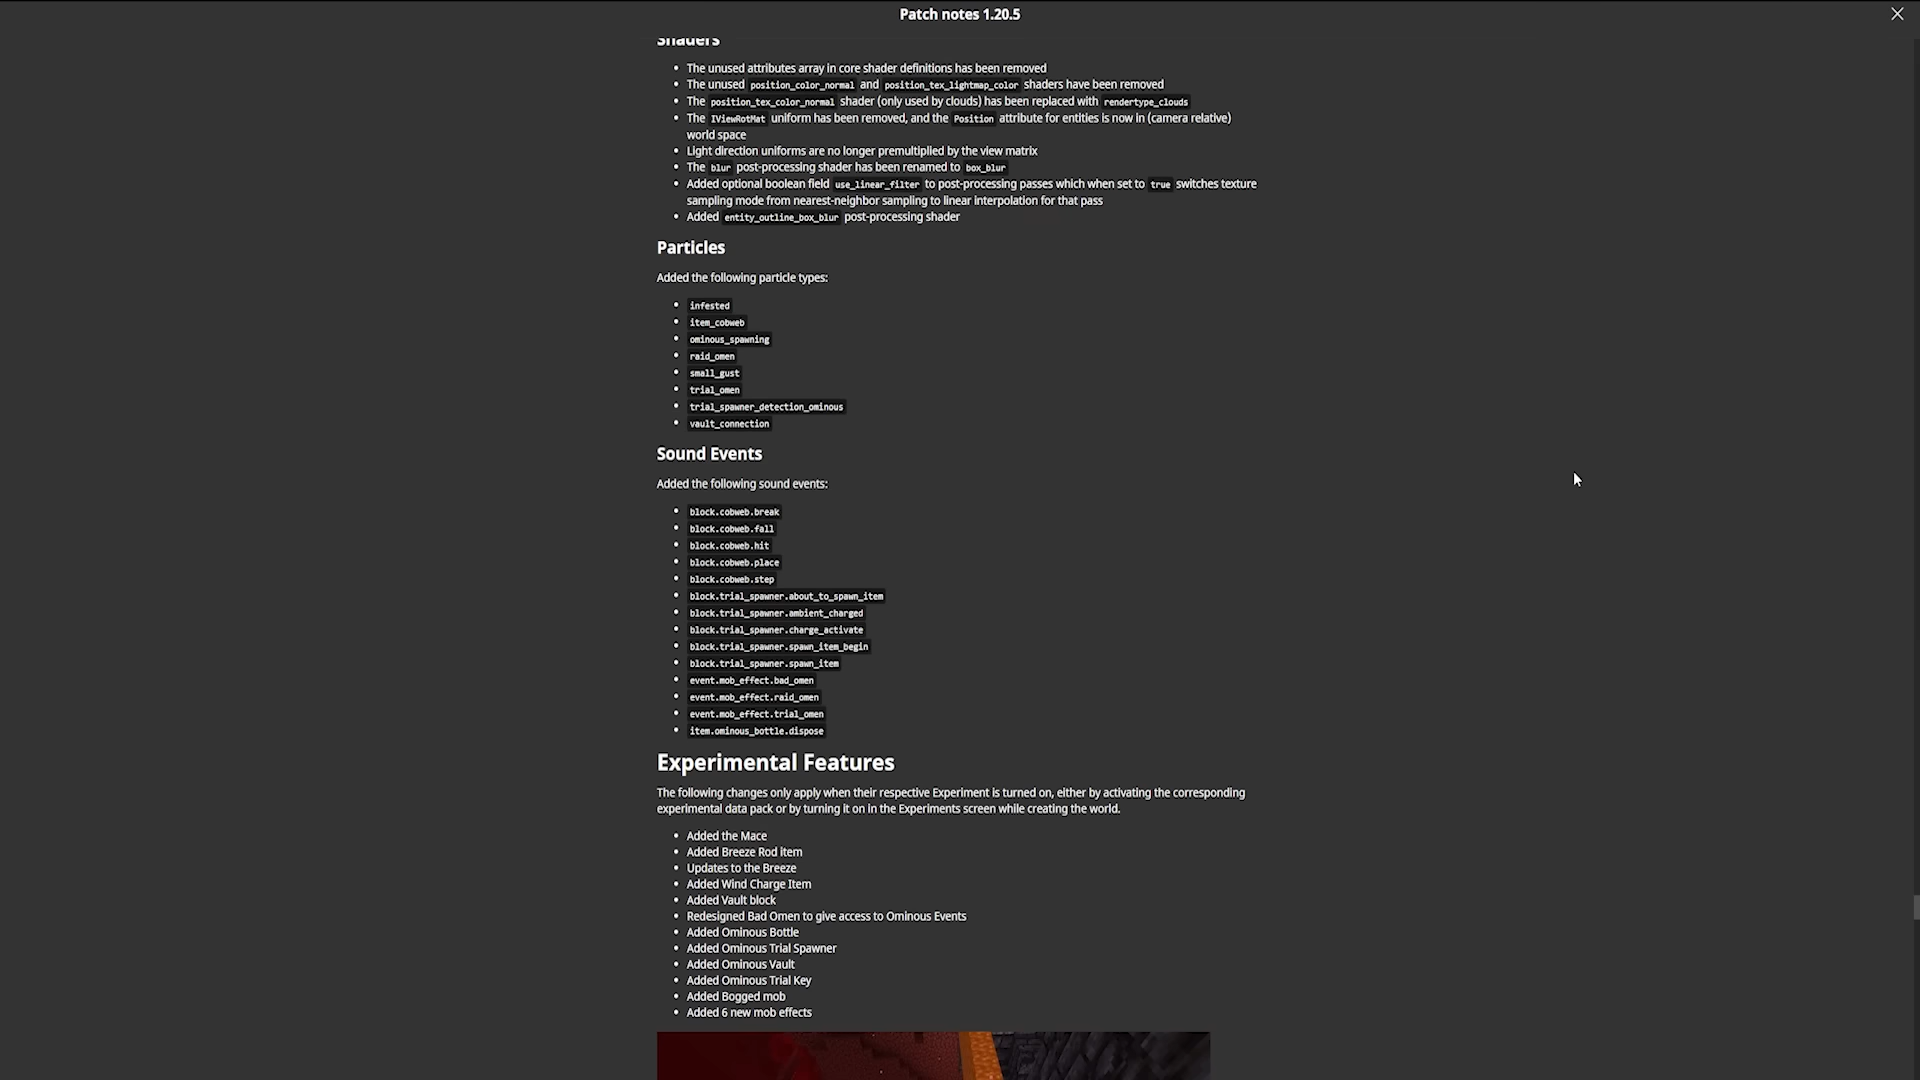 Patch notes 1.20.5
Shaders
• The unused attributes array in core shader definitions has been removed
• The unused position_color_normal and position_tex_lightmap_color shaders have been removed
• The position_tex_color_normal shader (only used by clouds) has been replaced with rendertype_clouds
• The IViewRotMat uniform has been removed, and the Position attribute for entities is now in (camera relative)
world space
• Light direction uniforms are no longer premultiplied by the view matrix
• The blur post-processing shader has been renamed to box_blur
• Added optional boolean field use_linear_filter to post-processing passes which when set to true switches texture
sampling mode from nearest-neighbor sampling to linear interpolation for that pass
• Added entity_outline_box_blur post-processing shader
Particles
Added the following particle types:
• infested
• item_cobweb
• ominous_spawning
• raid_omen
• small_gust
• trial_omen
• trial_spawner_detection_ominous
• vault_connection
Sound Events
Added the following sound events:
• block.cobweb.break
• block.cobweb.fall
• block.cobweb.hit
• block.cobweb.place
• block.cobweb.step
• block.trial_spawner.about_to_spawn_item
• block.trial_spawner.ambient_charged
• block.trial_spawner.charge_activate
• block.trial_spawner.spawn_item_begin
• block.trial_spawner.spawn_item
• event.mob_effect.bad_omen
• event.mob_effect.raid_omen
• event.mob_effect.trial_omen
• item.ominous_bottle.dispose
Experimental Features
The following changes only apply when their respective Experiment is turned on, either by activating the corresponding
experimental data pack or by turning it on in the Experiments screen while creating the world.
• Added the Mace
• Added Breeze Rod item
• Updates to the Breeze
• Added Wind Charge Item
• Added Vault block
• Redesigned Bad Omen to give access to Ominous Events
• Added Ominous Bottle
• Added Ominous Trial Spawner
• Added Ominous Vault
• Added Ominous Trial Key
• Added Bogged mob
• Added 6 new mob effects